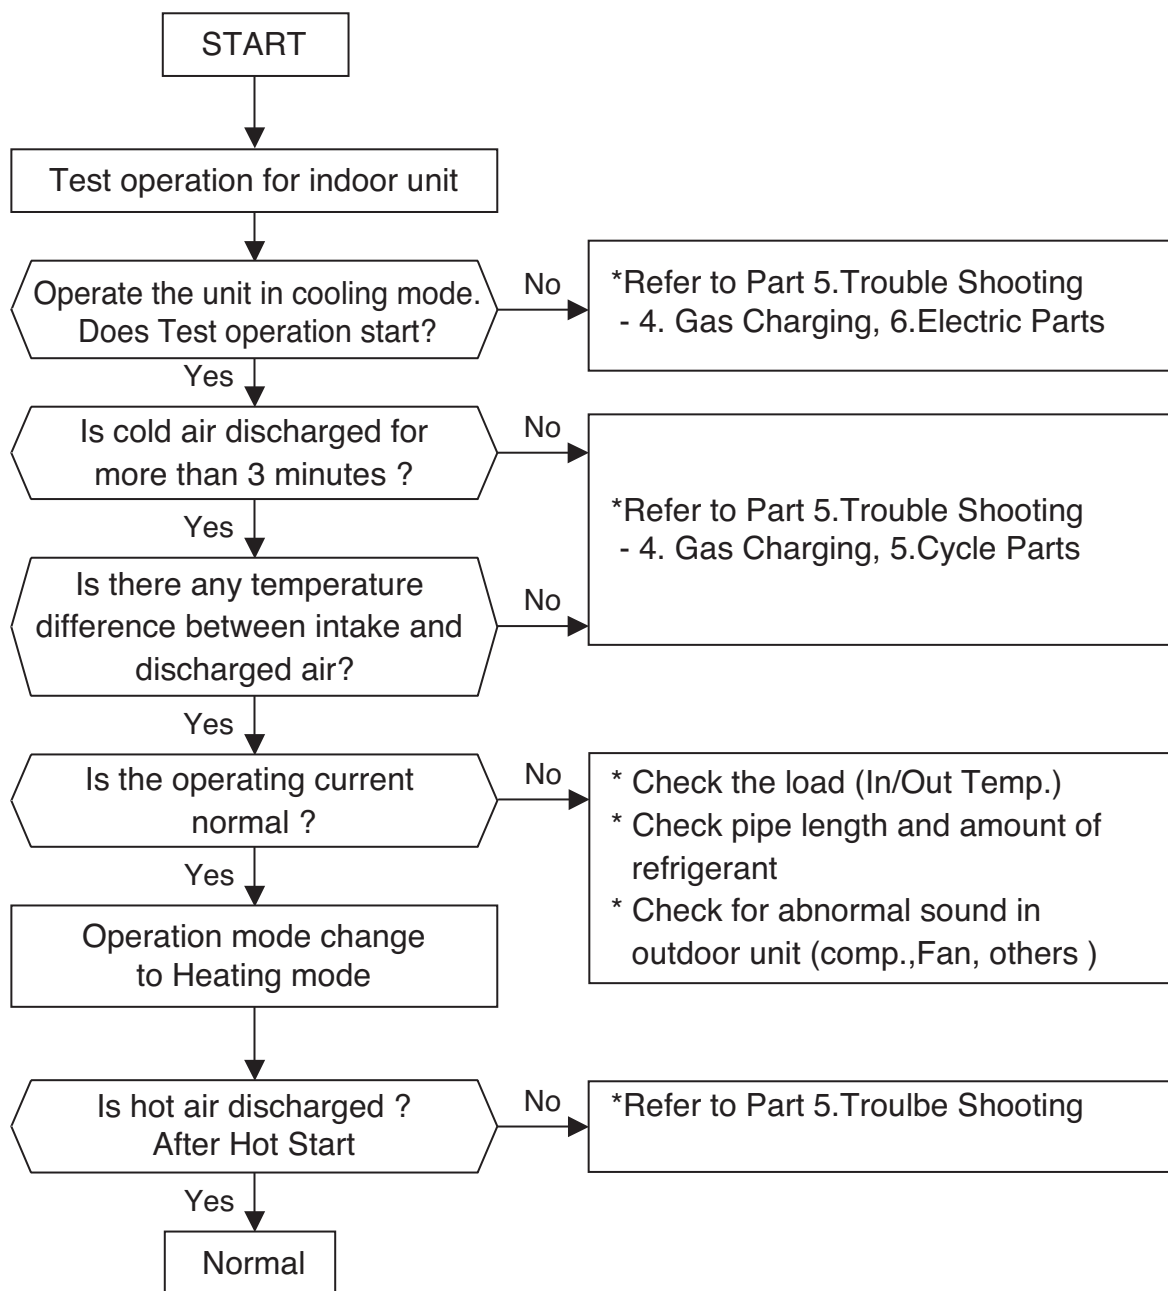 START
Test operation for indoor unit
Operate the unit in cooling mode.
Does Test operation start?
No
*Refer to Part 5.Trouble Shooting
- 4. Gas Charging, 6.Electric Parts
Yes
Is cold air discharged for
more than 3 minutes ?
No
*Refer to Part 5.Trouble Shooting
- 4. Gas Charging, 5.Cycle Parts
Yes
Is there any temperature
difference between intake and
discharged air?
No
Yes
Is the operating current
normal ?
No
* Check the load (In/Out Temp.)
* Check pipe length and amount of
refrigerant
* Check for abnormal sound in
outdoor unit (comp.,Fan, others )
Yes
Operation mode change
to Heating mode
Is hot air discharged ?
After Hot Start
No
*Refer to Part 5.Troulbe Shooting
Yes
Normal